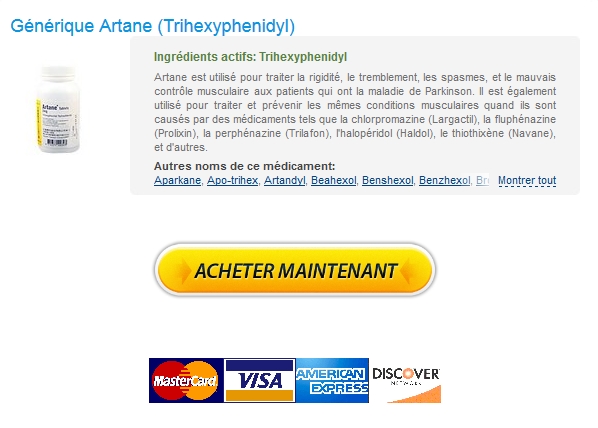 Générique Artane (Trihexyphenidyl)
Ingrédients actifs: Trihexyphenidyl
Artane est utilisé pour traiter la rigidité, le tremblement, les spasmes, et le mauvais
contrôle musculaire aux patients qui ont la maladie de Parkinson. Il est également
utilisé pour traiter et prévenir les mêmes conditions musculaires quand ils sont
causés par des médicaments tels que la chlorpromazine (Largactil), la fluphénazine
(Prolixin), la perphénazine (Trilafon), l'halopéridol (Haldol), le thiothixène (Navane),
et d'autres.
Autres noms de ce médicament:
Aparkane, Apo-trihex, Artandyl, Beahexol, Benshexol, Benzhexol, Montrer tout
Artane
ACHETER MAINTENANT
MasterCard VISA AMERICAN EXPRESS DISCOVER NETWORK